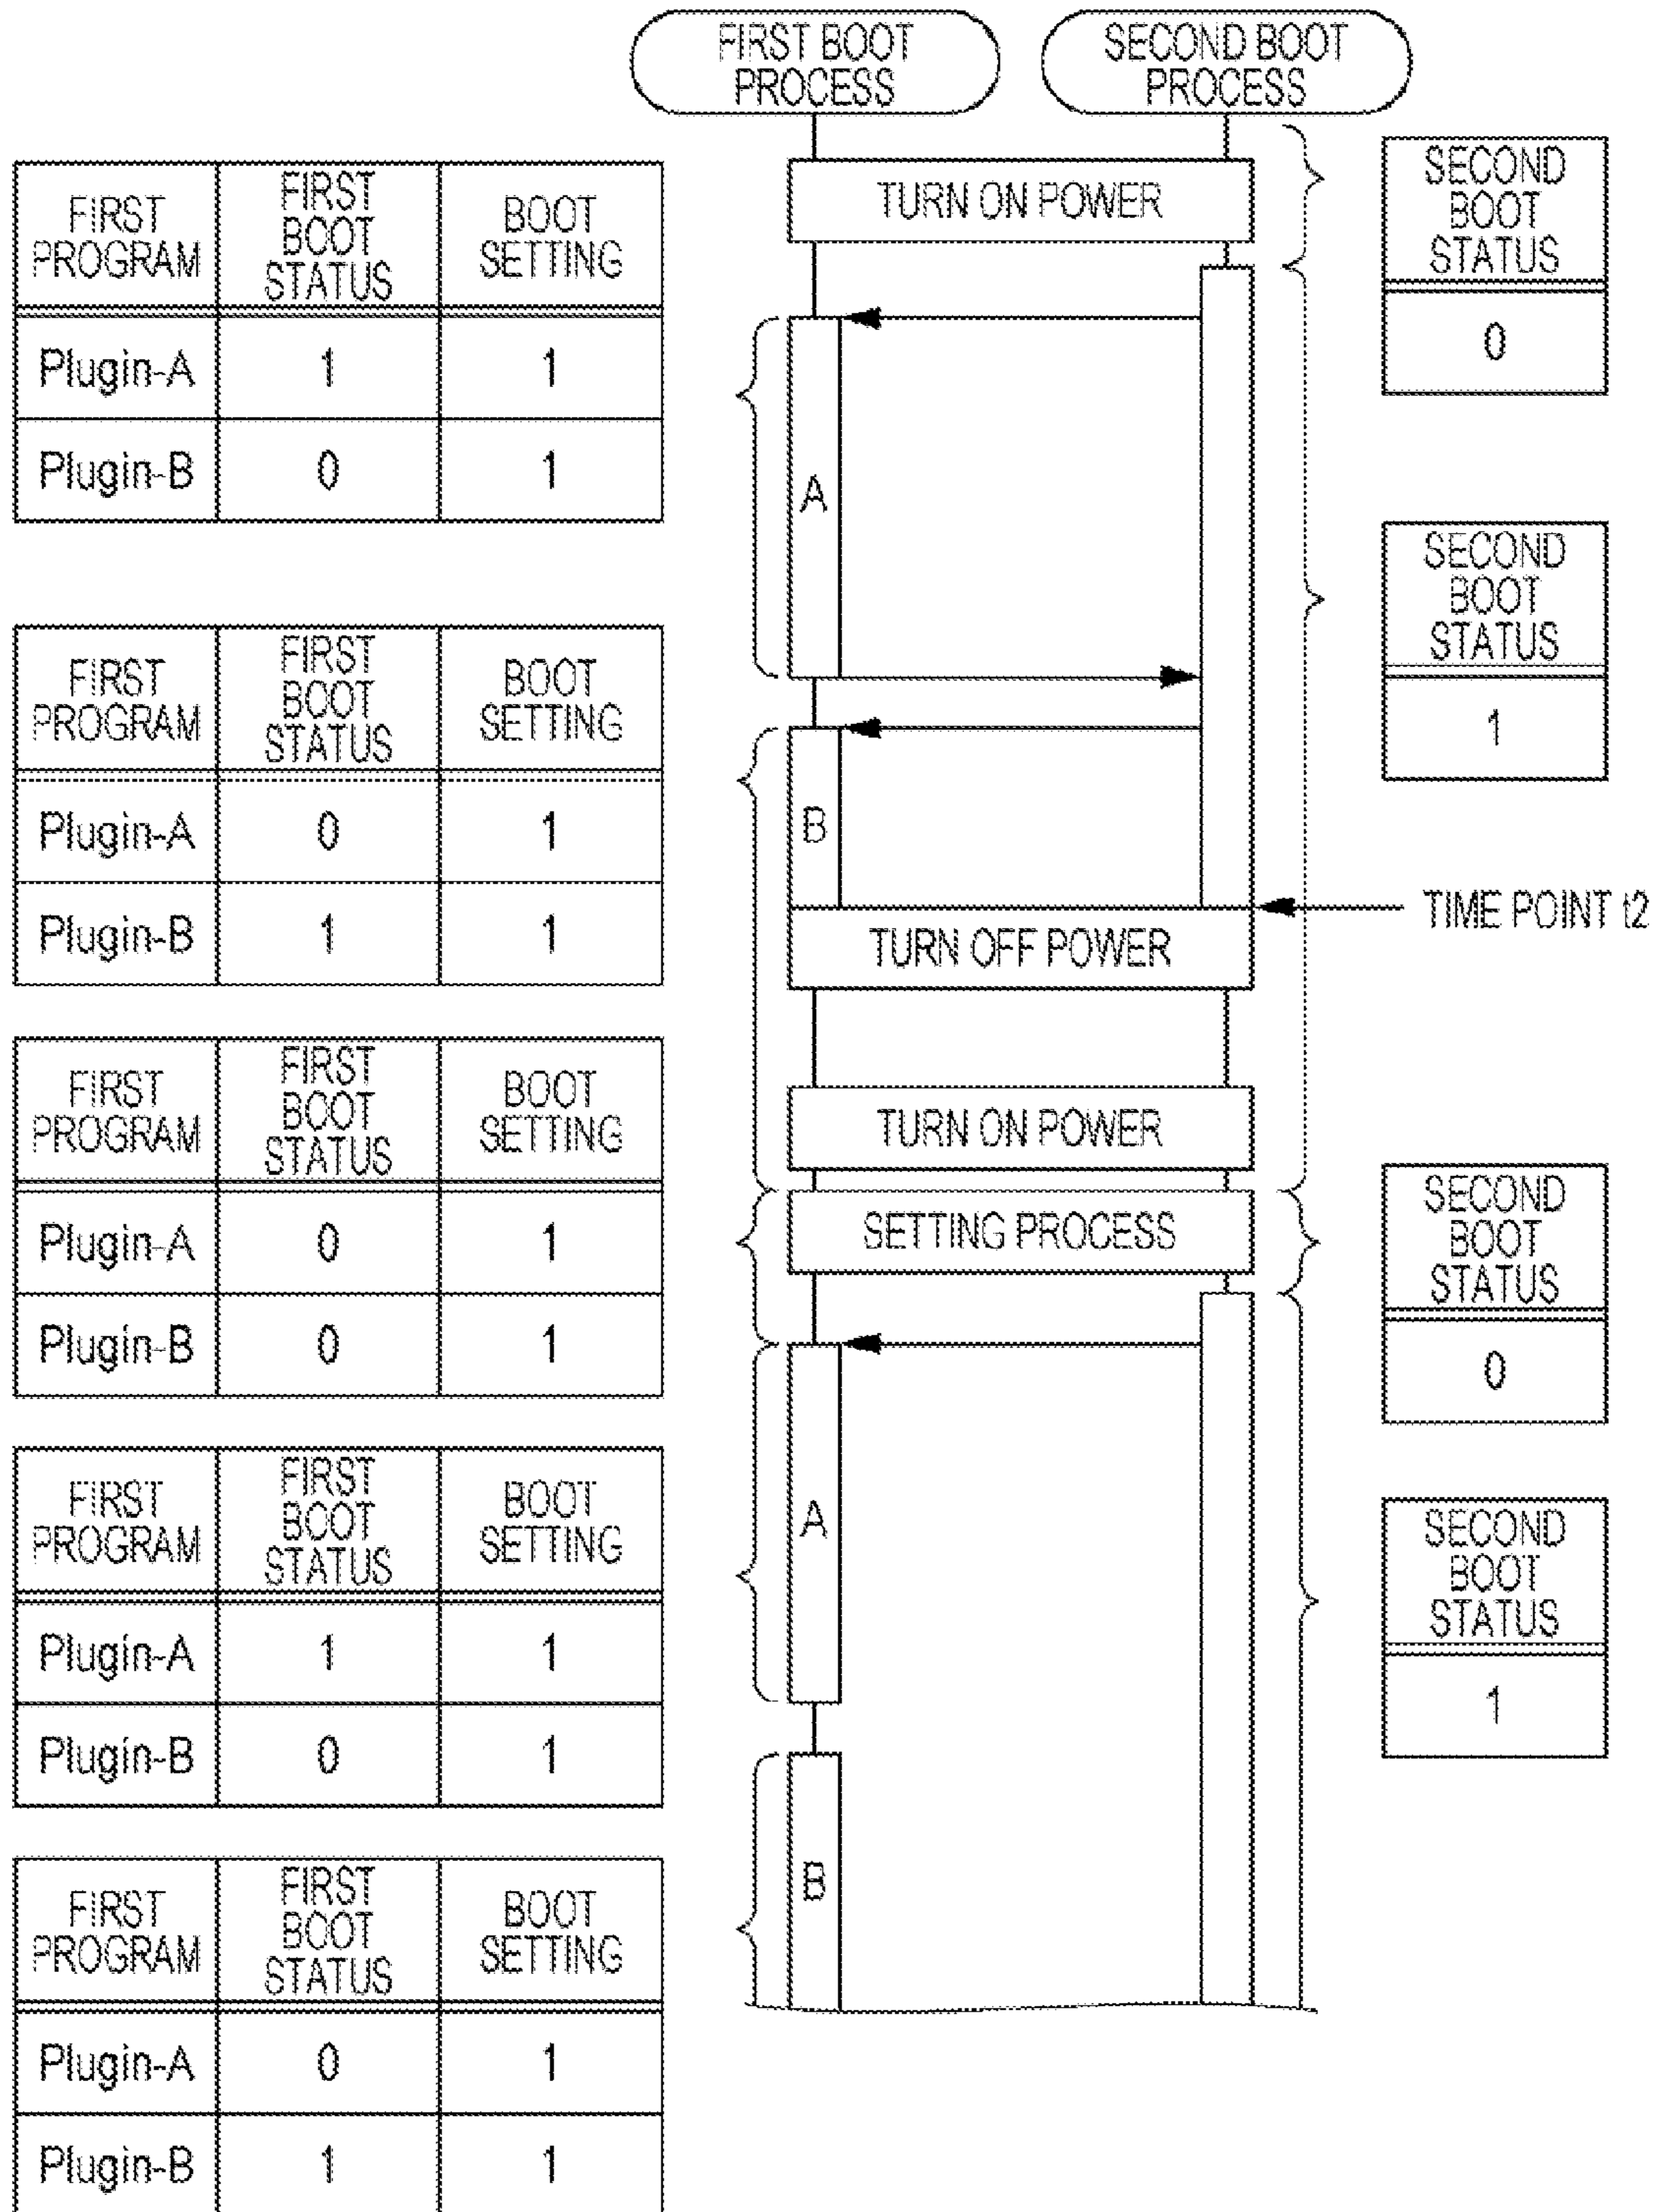 FIRST BOOT
PROCESS
SECOND BOOT
PROCESS
FIRST
PROGRAM
FIRST
BOOT
STATUS
BOOT
SETTING
Plugin-A
1
1
Plugin-B
0
1
TURN ON POWER
SECOND
BOOT
STATUS
0
A
SECOND
BOOT
STATUS
1
FIRST
PROGRAM
FIRST
BOOT
STATUS
BOOT
SETTING
Plugin-A
0
1
Plugin-B
1
1
B
TIME POINT t2
TURN OFF POWER
FIRST
PROGRAM
FIRST
BOOT
STATUS
BOOT
SETTING
Plugin-A
0
1
Plugin-B
0
1
TURN ON POWER
SETTING PROCESS
SECOND
BOOT
STATUS
0
FIRST
PROGRAM
FIRST
BOOT
STATUS
BOOT
SETTING
Plugin-A
1
1
Plugin-B
0
1
A
SECOND
BOOT
STATUS
1
FIRST
PROGRAM
FIRST
BOOT
STATUS
BOOT
SETTING
Plugin-A
0
1
Plugin-B
1
1
B